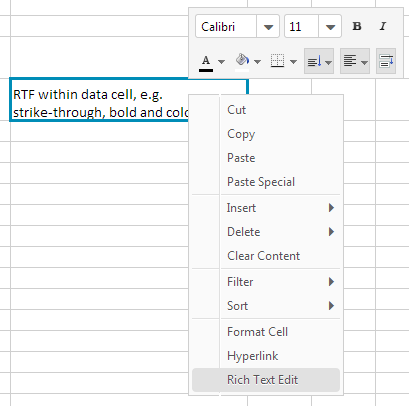 Calibri 11 B I
A
RTF within data cell, e.g.
strike-through, bold and colo
Cut
Copy
Paste
Paste Special
Insert
Delete
Clear Content
Filter
Sort
Format Cell
Hyperlink
Rich Text Edit